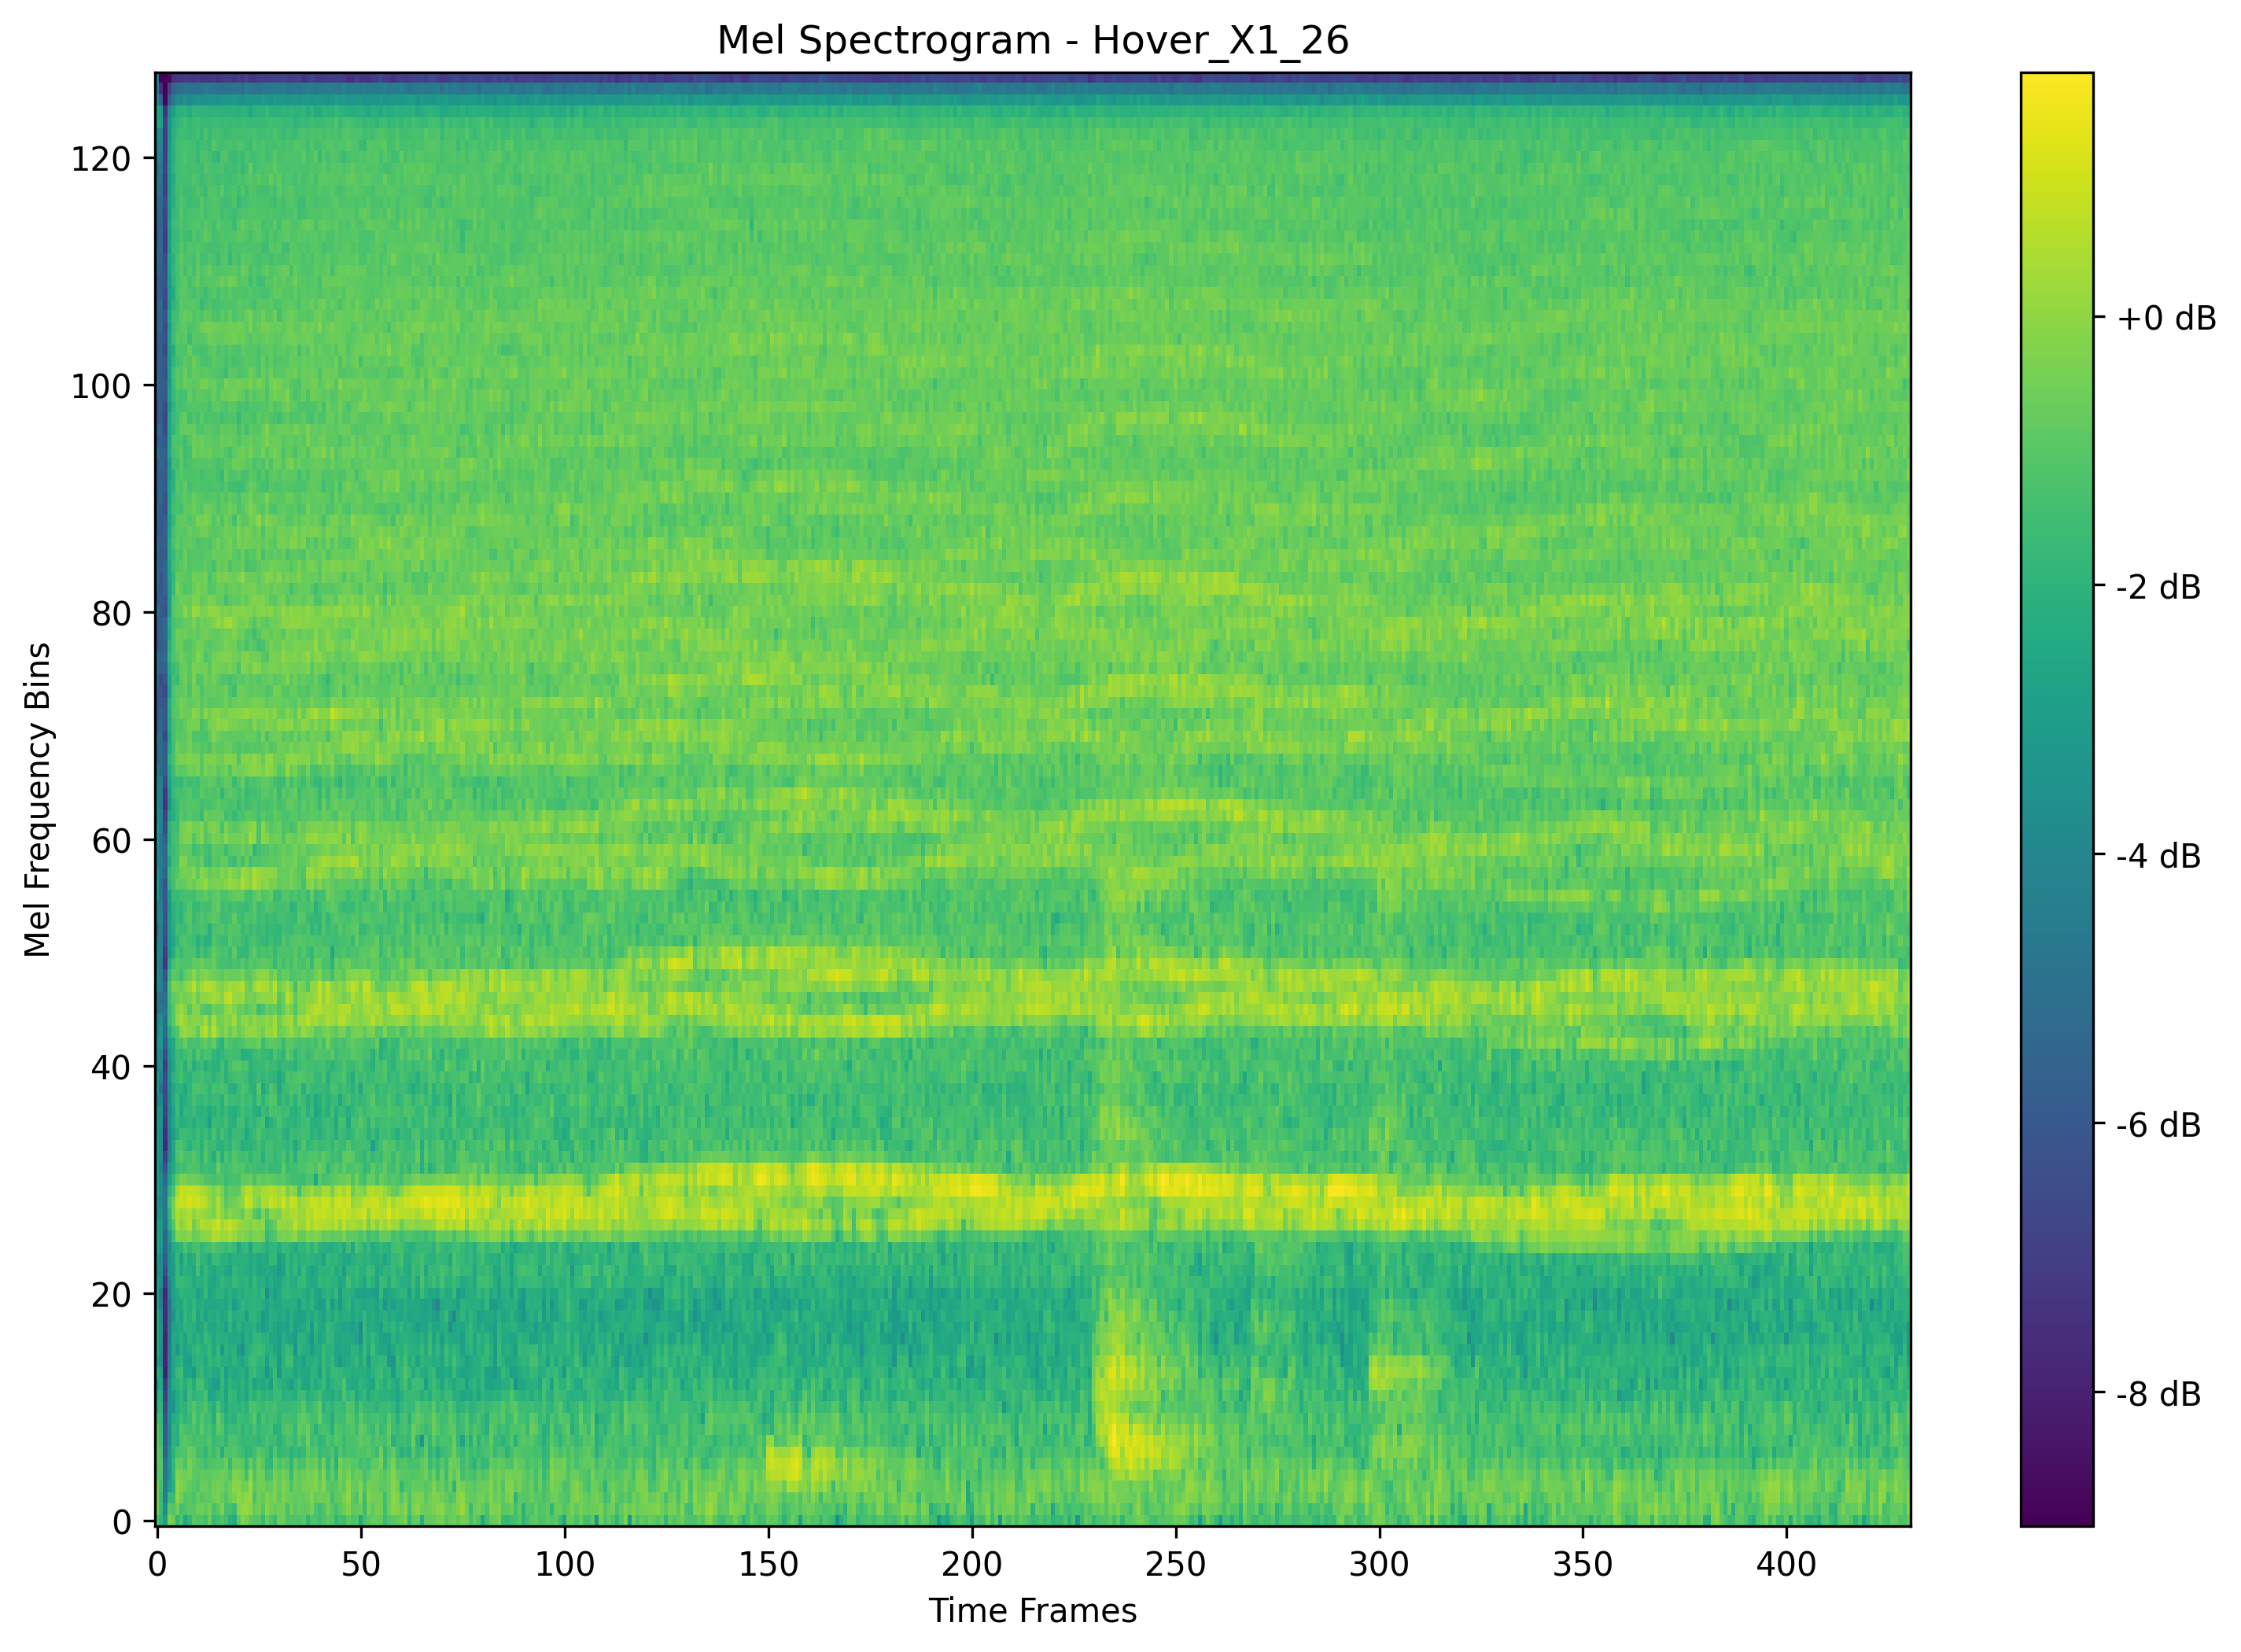 Mel Spectrogram - Hover_X1_26
Mel Frequency Bins
120
100
80
60
40
20
0
0 50 100 150 200 250 300 350 400
Time Frames
+0 dB
-2 dB
-4 dB
-6 dB
-8 dB